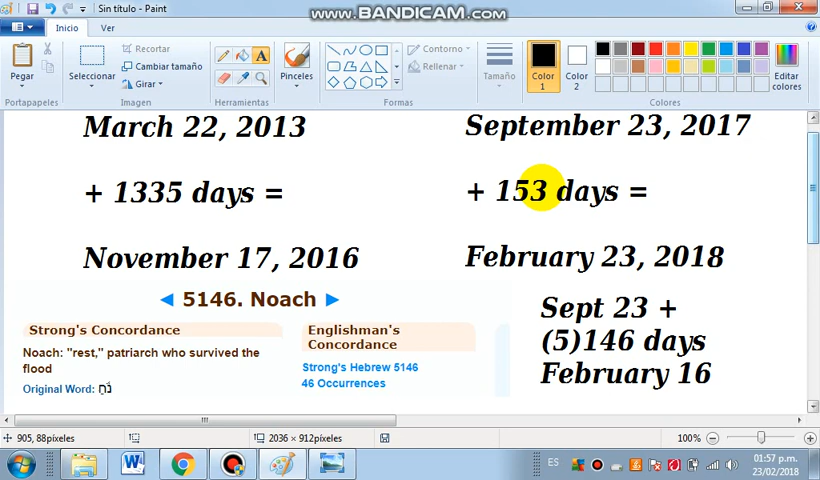 www.BANDICAM.com
Sin título - Paint
Inicio
Ver
Pegar
Portapapeles
Seleccionar
Recortar
Cambiar tamaño
Girar
Imagen
Herramientas
Pinceles
Contorno
Rellenar
Formas
Tamaño
Color 1
Color 2
Editar colores
Colores
March 22, 2013
+ 1335 days =
November 17, 2016
September 23, 2017
+ 153 days =
February 23, 2018
5146. Noach
Strong's Concordance
Noach: "rest," patriarch who survived the
flood
Original Word: נֹחַ
Englishman's
Concordance
Strong's Hebrew 5146
46 Occurrences
Sept 23 +
(5)146 days
February 16
905, 88píxeles
2036 × 912píxeles
100%
ES
01:57 p.m.
23/02/2018